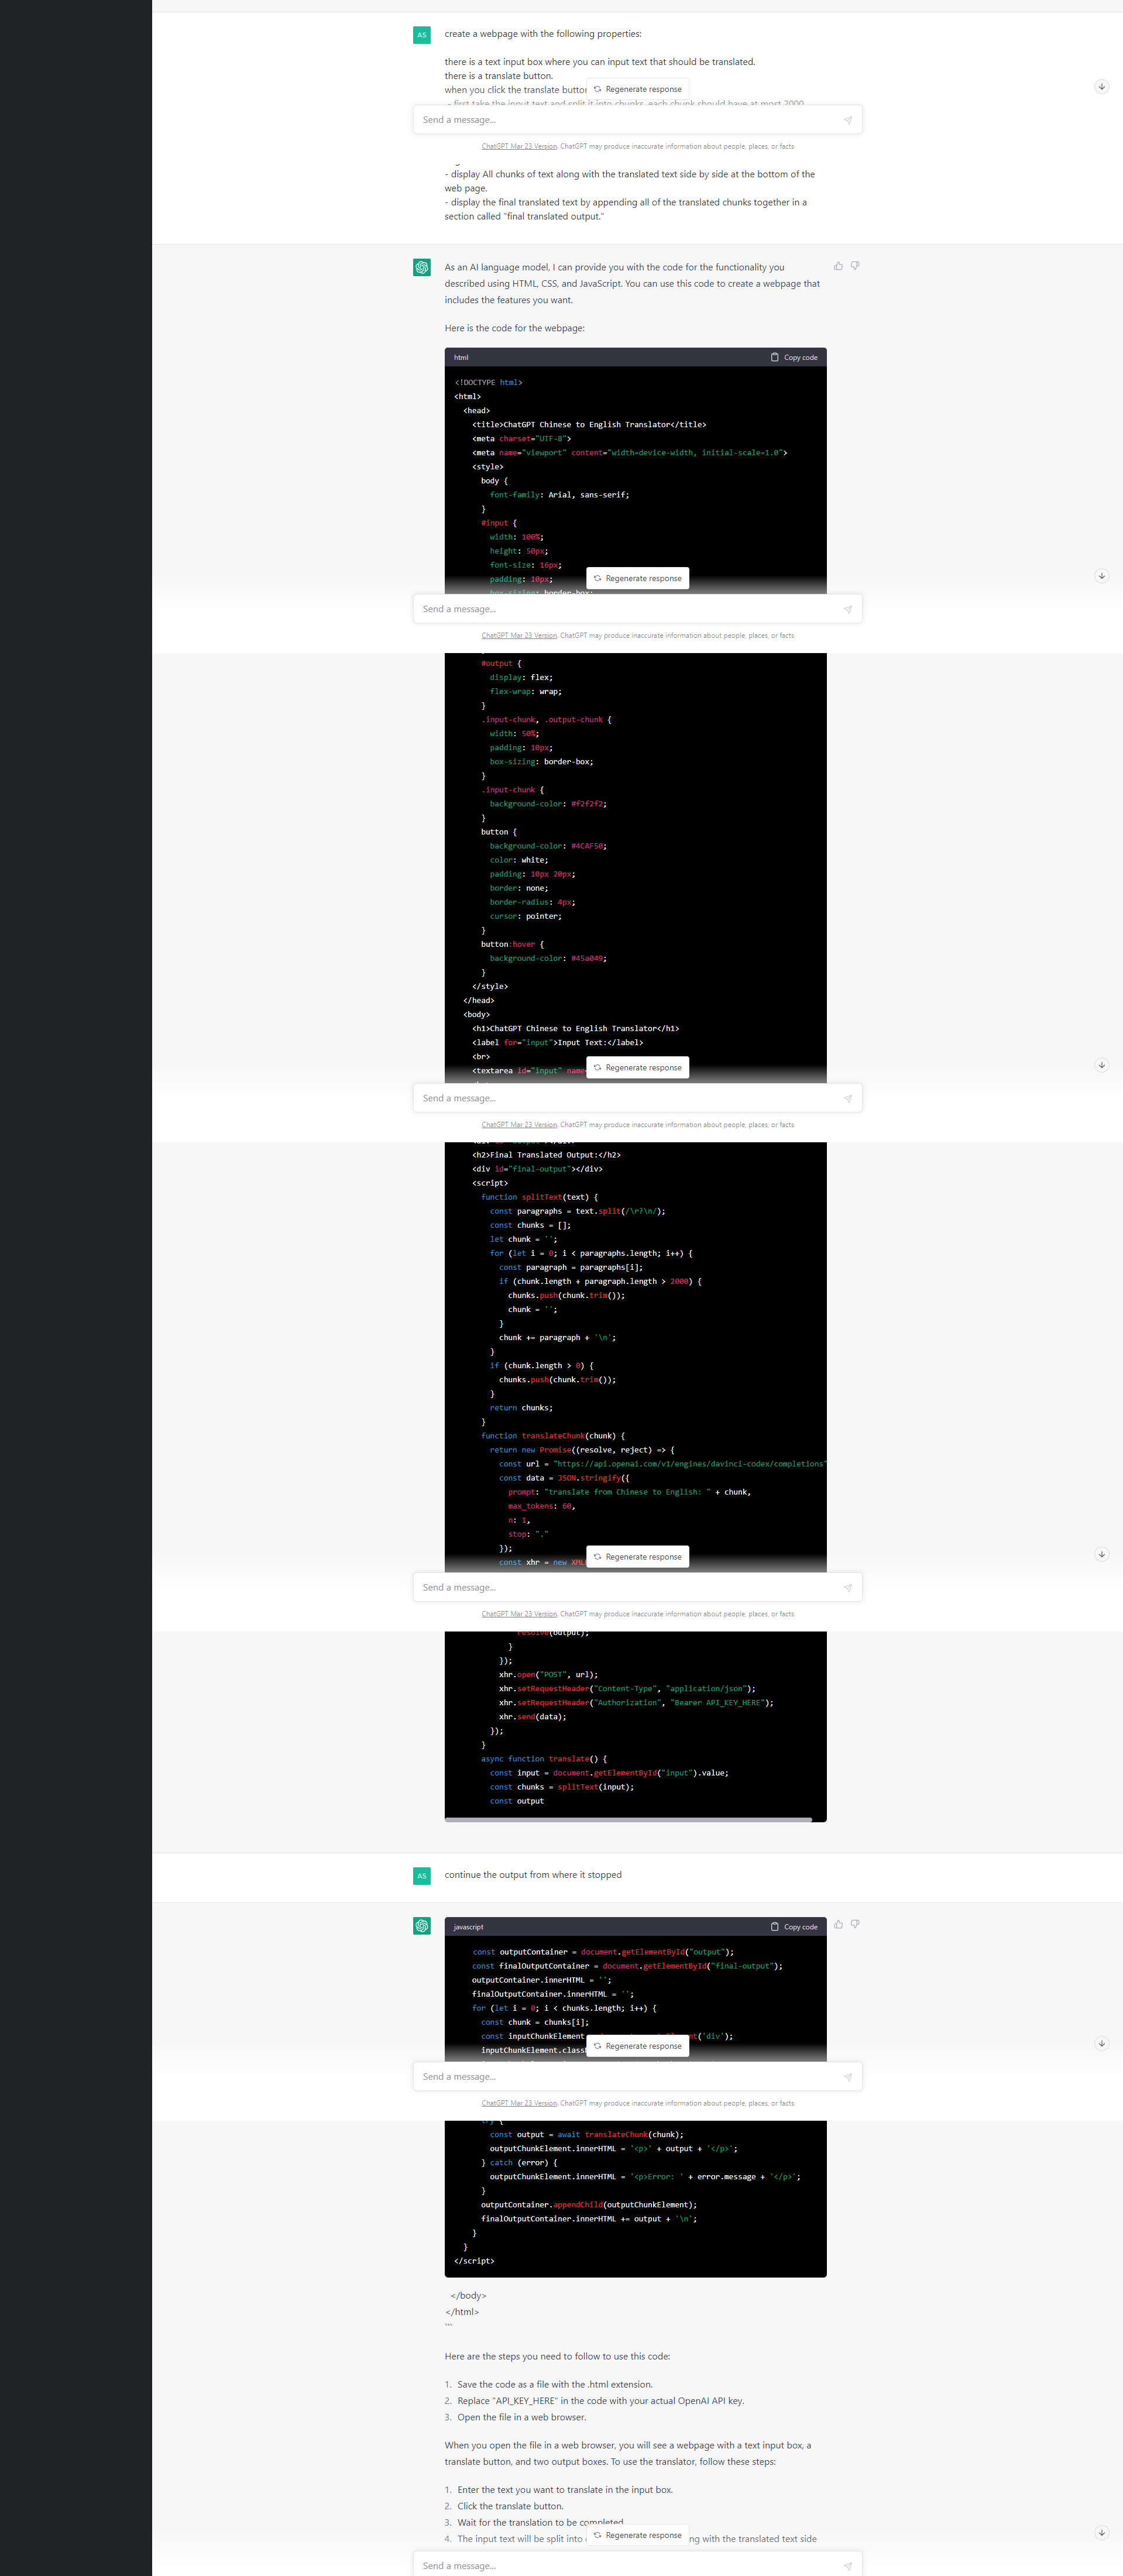 AS
create a webpage with the following properties:
there is a text input box where you can input text that should be translated.
there is a translate button.
when you click the translate button
Regenerate response
- first take the input text and split it into chunks. each chunk should have at most 2000
Send a message...
ChatGPT Mar 23 Version. ChatGPT may produce inaccurate information about people, places, or facts
- display All chunks of text along with the translated text side by side at the bottom of the
web page.
- display the final translated text by appending all of the translated chunks together in a
section called "final translated output."
As an AI language model, I can provide you with the code for the functionality you
described using HTML, CSS, and JavaScript. You can use this code to create a webpage that
includes the features you want.
Here is the code for the webpage:
html
Copy code
<!DOCTYPE html>
<html>
<head>
<title>ChatGPT Chinese to English Translator</title>
<meta charset="UTF-8">
<meta name="viewport" content="width=device-width, initial-scale=1.0">
<style>
body {
font-family: Arial, sans-serif;
}
#input {
width: 100%;
height: 50px;
font-size: 16px;
padding: 10px;
Regenerate response
box-sizing: border-box;
Send a message...
ChatGPT Mar 23 Version. ChatGPT may produce inaccurate information about people, places, or facts
#output {
display: flex;
flex-wrap: wrap;
}
.input-chunk, .output-chunk {
width: 50%;
padding: 10px;
box-sizing: border-box;
}
.input-chunk {
background-color: #f2f2f2;
}
button {
background-color: #4CAF50;
color: white;
padding: 10px 20px;
border: none;
border-radius: 4px;
cursor: pointer;
}
button:hover {
background-color: #45a049;
}
</style>
</head>
<body>
<h1>ChatGPT Chinese to English Translator</h1>
<label for="input">Input Text:</label>
<br>
<textarea id="input" name=
Regenerate response
Send a message...
ChatGPT Mar 23 Version. ChatGPT may produce inaccurate information about people, places, or facts
<h2>Final Translated Output:</h2>
<div id="final-output"></div>
<script>
function splitText(text) {
const paragraphs = text.split(/\r?\n/);
const chunks = [];
let chunk = '';
for (let i = 0; i < paragraphs.length; i++) {
const paragraph = paragraphs[i];
if (chunk.length + paragraph.length > 2000) {
chunks.push(chunk.trim());
chunk = '';
}
chunk += paragraph + '\n';
}
if (chunk.length > 0) {
chunks.push(chunk.trim());
}
return chunks;
}
function translateChunk(chunk) {
return new Promise((resolve, reject) => {
const url = "https://api.openai.com/v1/engines/davinci-codex/completions"
const data = JSON.stringify({
prompt: "translate from Chinese to English: " + chunk,
max_tokens: 60,
n: 1,
stop: "."
});
const xhr = new XML
Regenerate response
Send a message...
ChatGPT Mar 23 Version. ChatGPT may produce inaccurate information about people, places, or facts
resolve(output);
}
});
xhr.open("POST", url);
xhr.setRequestHeader("Content-Type", "application/json");
xhr.setRequestHeader("Authorization", "Bearer API_KEY_HERE");
xhr.send(data);
});
}
async function translate() {
const input = document.getElementById("input").value;
const chunks = splitText(input);
const output
AS
continue the output from where it stopped
javascript
Copy code
const outputContainer = document.getElementById("output");
const finalOutputContainer = document.getElementById("final-output");
outputContainer.innerHTML = '';
finalOutputContainer.innerHTML = '';
for (let i = 0; i < chunks.length; i++) {
const chunk = chunks[i];
const inputChunkElement
('div');
Regenerate response
inputChunkElement.class
Send a message...
ChatGPT Mar 23 Version. ChatGPT may produce inaccurate information about people, places, or facts
try {
const output = await translateChunk(chunk);
outputChunkElement.innerHTML = '<p>' + output + '</p>';
} catch (error) {
outputChunkElement.innerHTML = '<p>Error: ' + error.message + '</p>';
}
outputContainer.appendChild(outputChunkElement);
finalOutputContainer.innerHTML += output + '\n';
}
}
</script>
</body>
</html>
```
Here are the steps you need to follow to use this code:
1. Save the code as a file with the .html extension.
2. Replace "API_KEY_HERE" in the code with your actual OpenAI API key.
3. Open the file in a web browser.
When you open the file in a web browser, you will see a webpage with a text input box, a
translate button, and two output boxes. To use the translator, follow these steps:
1. Enter the text you want to translate in the input box.
2. Click the translate button.
3. Wait for the translation to be completed
Regenerate response
4. The input text will be split into
ng with the translated text side
Send a message...